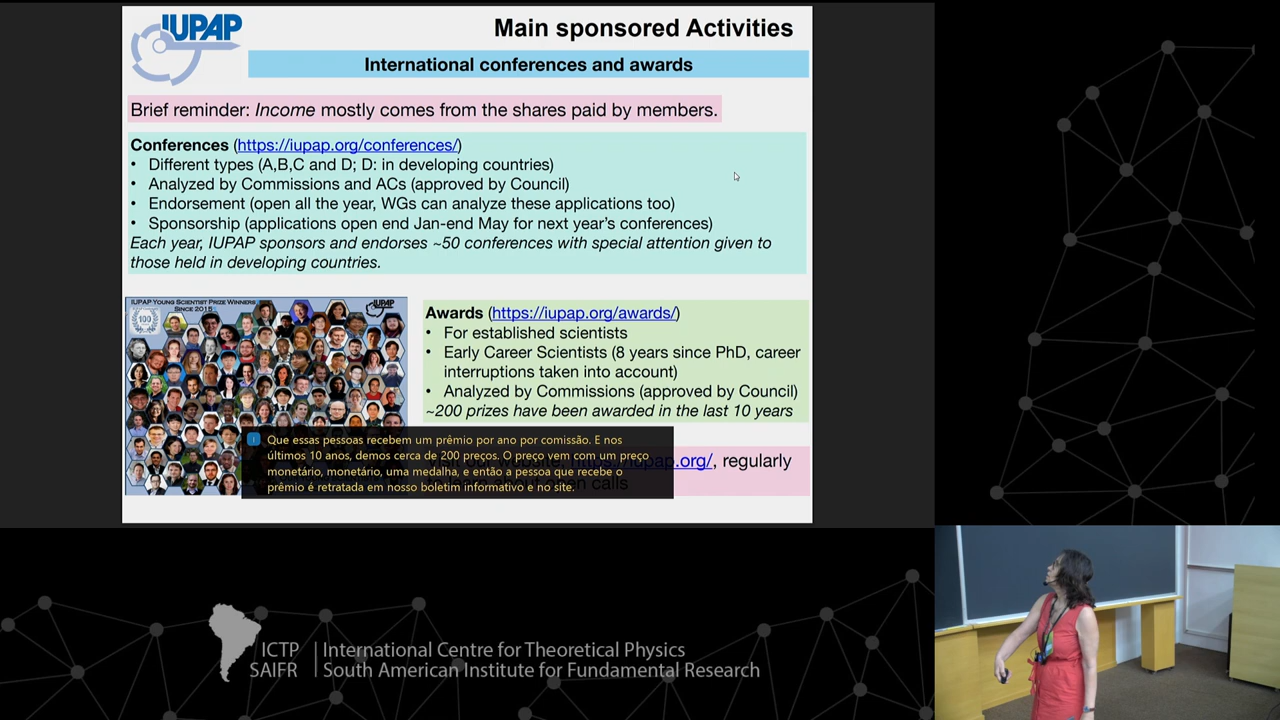 IUPAP
Main sponsored Activities
International conferences and awards
Brief reminder: Income mostly comes from the shares paid by members.
Conferences (https://iupap.org/conferences/)
• Different types (A,B,C and D; D: in developing countries)
• Analyzed by Commissions and ACs (approved by Council)
• Endorsement (open all the year, WGs can analyze these applications too)
• Sponsorship (applications open end Jan-end May for next year's conferences)
Each year, IUPAP sponsors and endorses ~50 conferences with special attention given to
those held in developing countries.
IUPAP YOUNG SCIENTIST PRIZE WINNERS
SINCE 2015
IUPAP
100
Awards (https://iupap.org/awards/)
• For established scientists
• Early Career Scientists (8 years since PhD, career
interruptions taken into account)
• Analyzed by Commissions (approved by Council)
~200 prizes have been awarded in the last 10 years
.org/, regularly
Que essas pessoas recebem um prêmio por ano por comissão. E nos
últimos 10 anos, demos cerca de 200 preços. O preço vem com um preço
monetário, monetário, uma medalha, e então a pessoa que recebe o
prêmio é retratada em nosso boletim informativo e no site.
ICTP
SAIFR
International Centre for Theoretical Physics
South American Institute for Fundamental Research